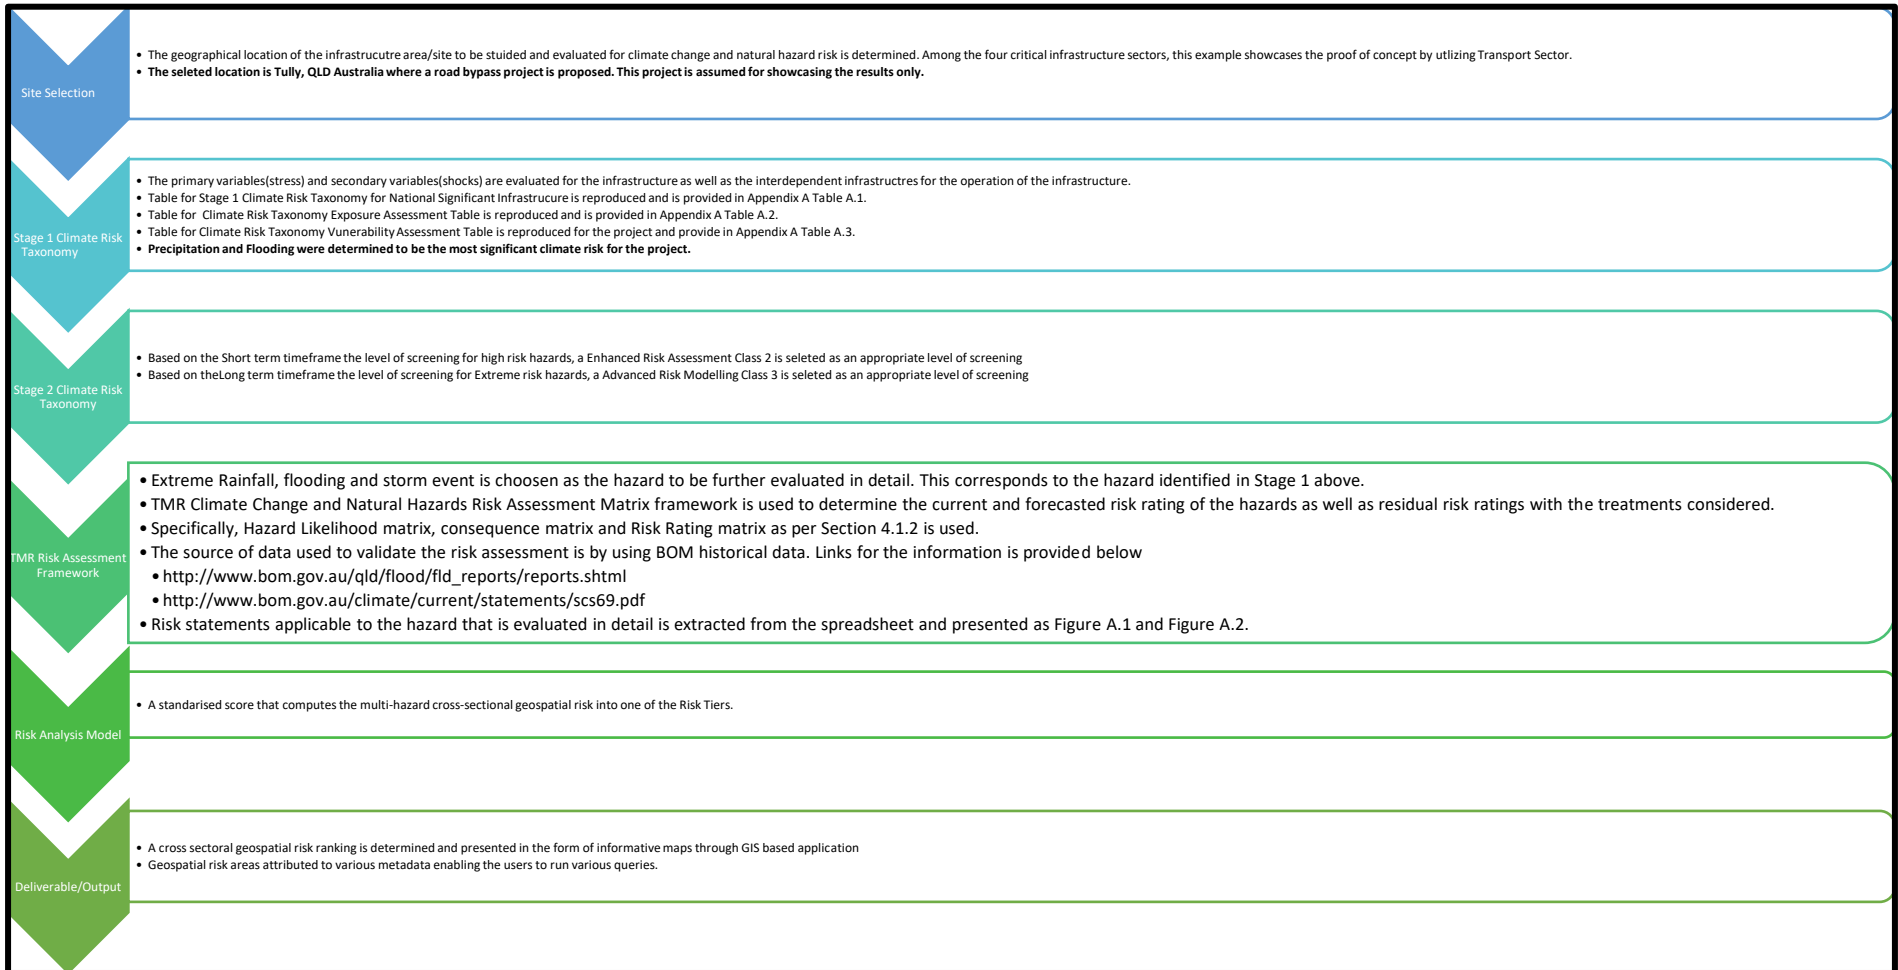 Site Selection
• The geographical location of the infrastrucutre area/site to be stuided and evaluated for climate change and natural hazard risk is determined. Among the four critical infrastructure sectors, this example showcases the proof of concept by utlizing Transport Sector.
• The seleted location is Tully, QLD Australia where a road bypass project is proposed. This project is assumed for showcasing the results only.
Stage 1 Climate Risk
Taxonomy
• The primary variables(stress) and secondary variables(shocks) are evaluated for the infrastructure as well as the interdependent infrastructres for the operation of the infrastructure.
• Table for Stage 1 Climate Risk Taxonomy for National Significant Infrastrucure is reproduced and is provided in Appendix A Table A.1.
• Table for Climate Risk Taxonomy Exposure Assessment Table is reproduced and is provided in Appendix A Table A.2.
• Table for Climate Risk Taxonomy Vunerability Assessment Table is reproduced for the project and provide in Appendix A Table A.3.
• Precipitation and Flooding were determined to be the most significant climate risk for the project.
Stage 2 Climate Risk
Taxonomy
• Based on the Short term timeframe the level of screening for high risk hazards, a Enhanced Risk Assessment Class 2 is seleted as an appropriate level of screening
• Based on theLong term timeframe the level of screening for Extreme risk hazards, a Advanced Risk Modelling Class 3 is seleted as an appropriate level of screening
TMR Risk Assessment
Framework
• Extreme Rainfall, flooding and storm event is choosen as the hazard to be further evaluated in detail. This corresponds to the hazard identified in Stage 1 above.
• TMR Climate Change and Natural Hazards Risk Assessment Matrix framework is used to determine the current and forecasted risk rating of the hazards as well as residual risk ratings with the treatments considered.
• Specifically, Hazard Likelihood matrix, consequence matrix and Risk Rating matrix as per Section 4.1.2 is used.
• The source of data used to validate the risk assessment is by using BOM historical data. Links for the information is provided below
• http://www.bom.gov.au/qld/flood/fld_reports/reports.shtml
• http://www.bom.gov.au/climate/current/statements/scs69.pdf
• Risk statements applicable to the hazard that is evaluated in detail is extracted from the spreadsheet and presented as Figure A.1 and Figure A.2.
Risk Analysis Model
• A standarised score that computes the multi-hazard cross-sectional geospatial risk into one of the Risk Tiers.
Deliverable/Output
• A cross sectoral geospatial risk ranking is determined and presented in the form of informative maps through GIS based application
• Geospatial risk areas attributed to various metadata enabling the users to run various queries.